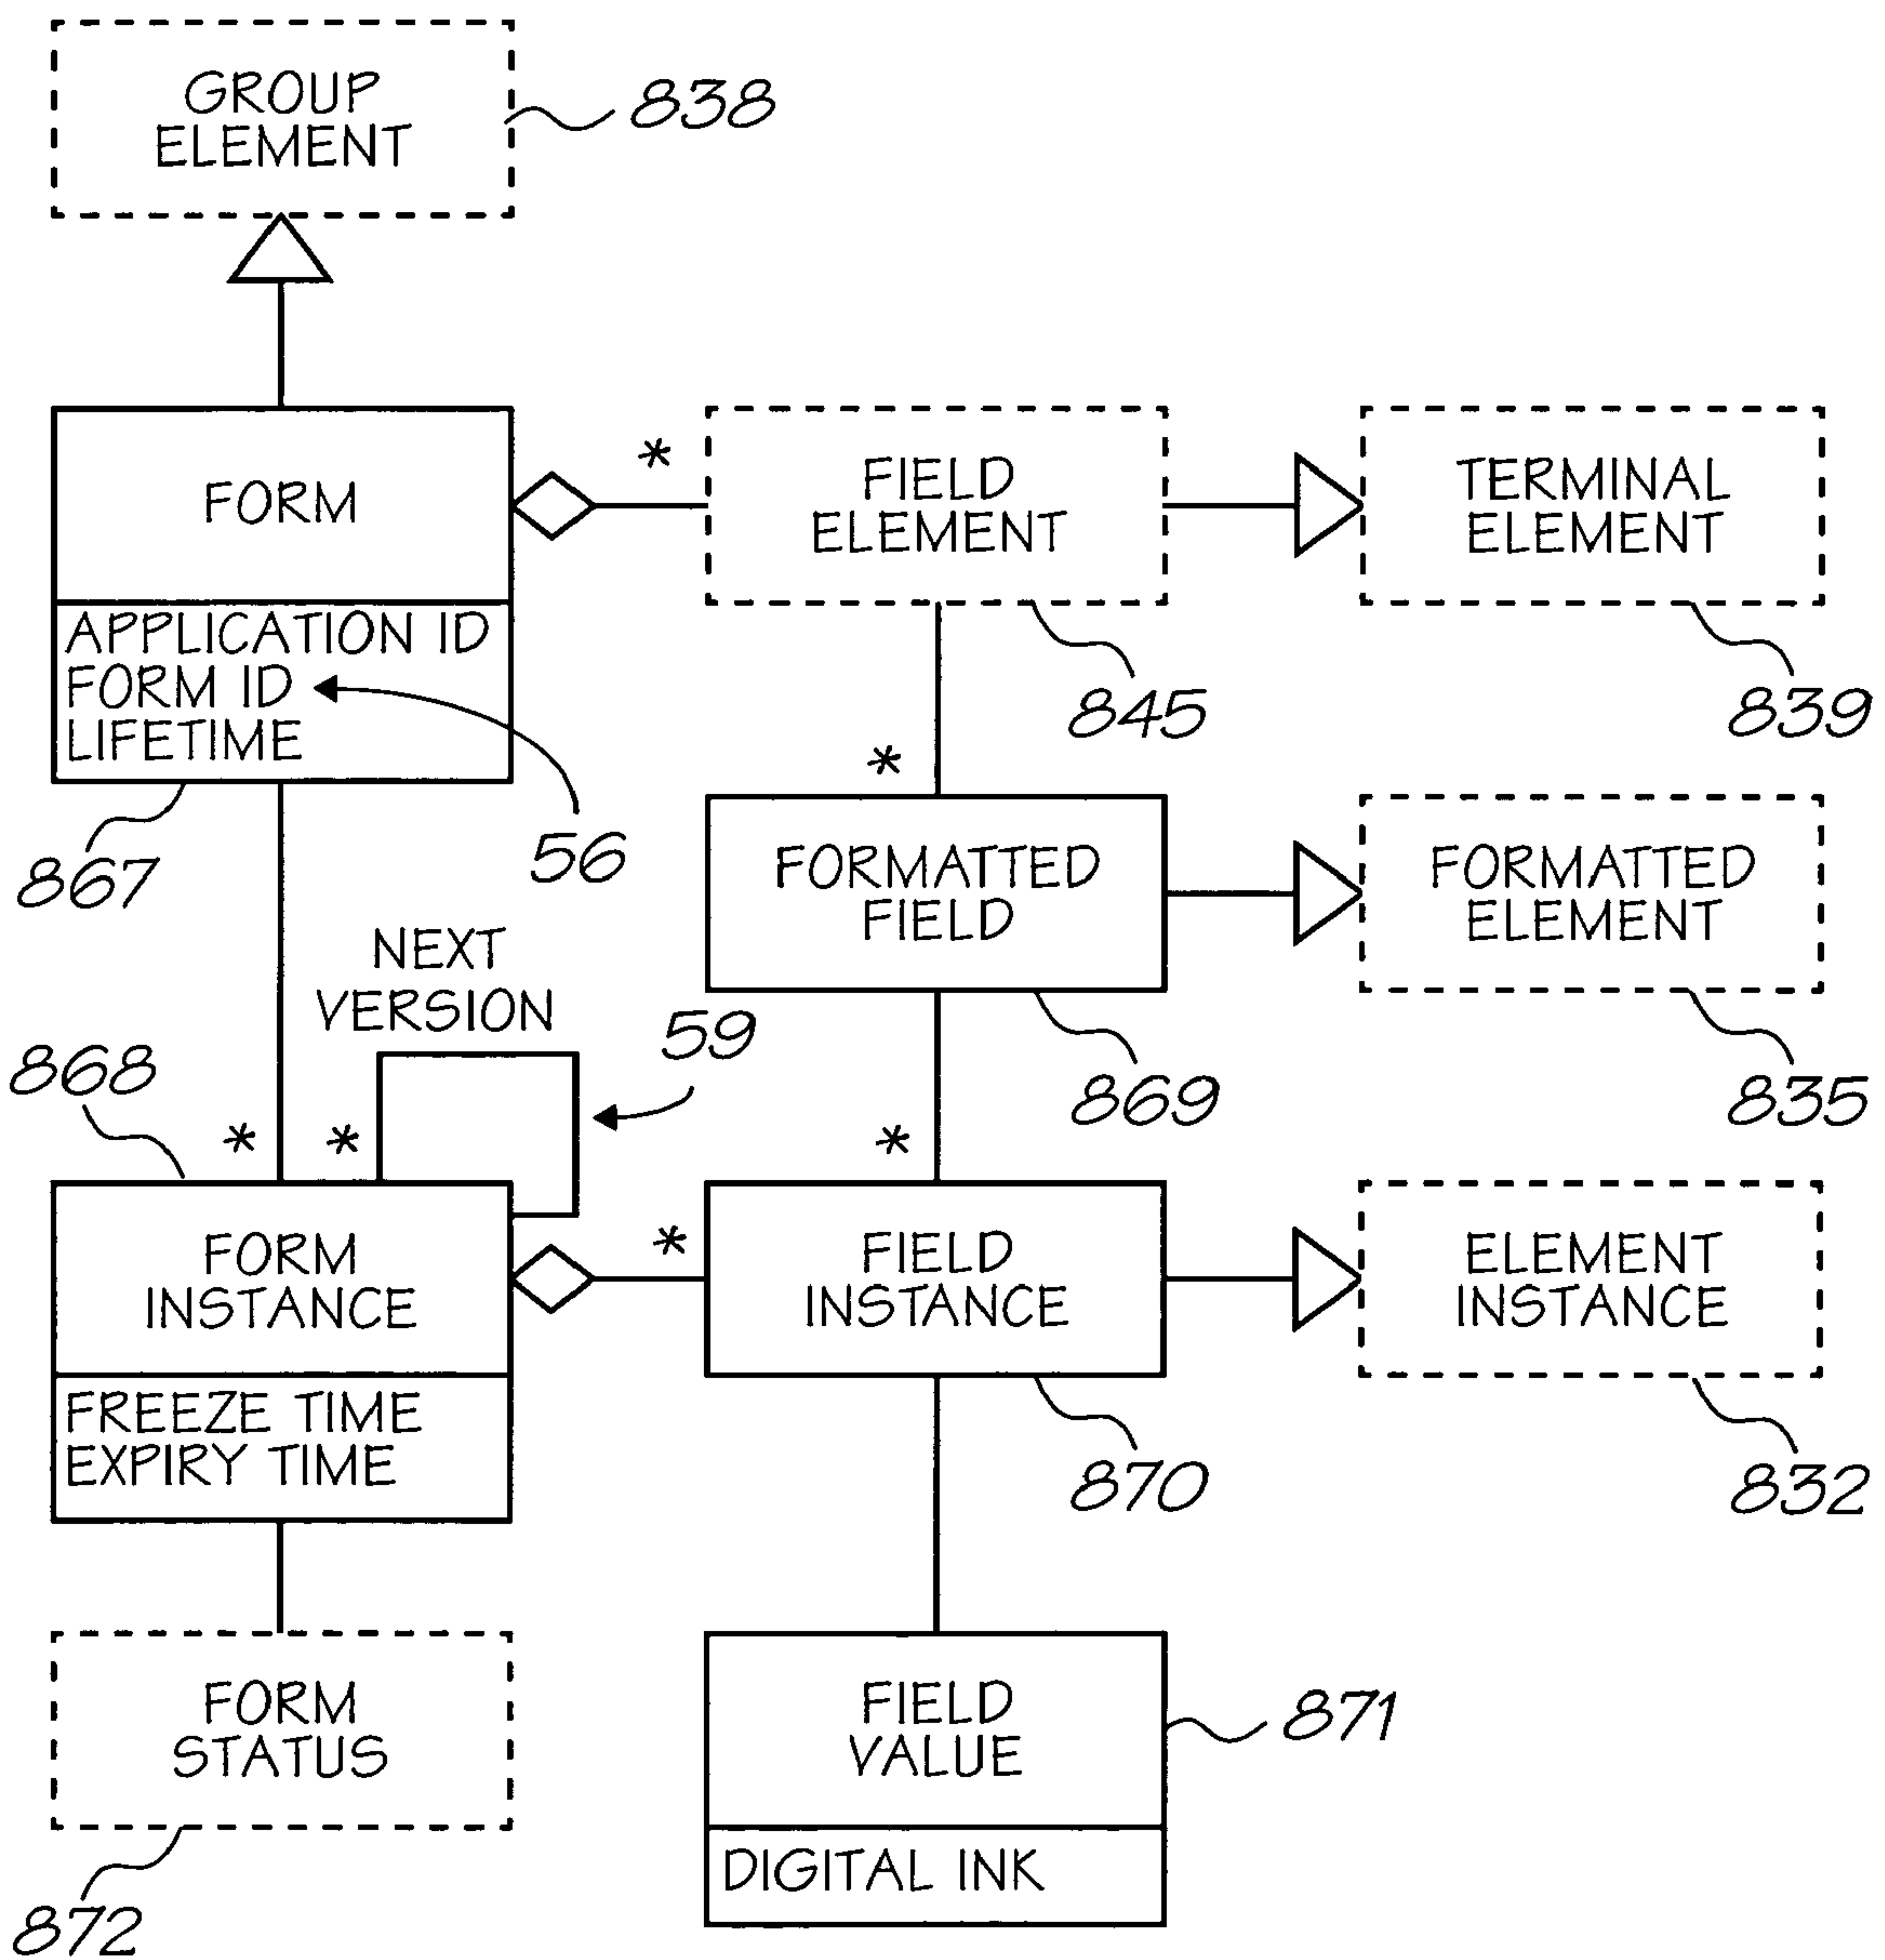 GROUP
ELEMENT
838
FORM
*
FIELD
ELEMENT
TERMINAL
ELEMENT
APPLICATION ID
FORM ID
LIFETIME
845
839
867
56
*
FORMATTED
FIELD
FORMATTED
ELEMENT
NEXT
VERSION
59
868
869
835
*
*
*
FORM
INSTANCE
*
FIELD
INSTANCE
ELEMENT
INSTANCE
FREEZE TIME
EXPIRY TIME
870
832
FORM
STATUS
FIELD
VALUE
871
DIGITAL INK
872